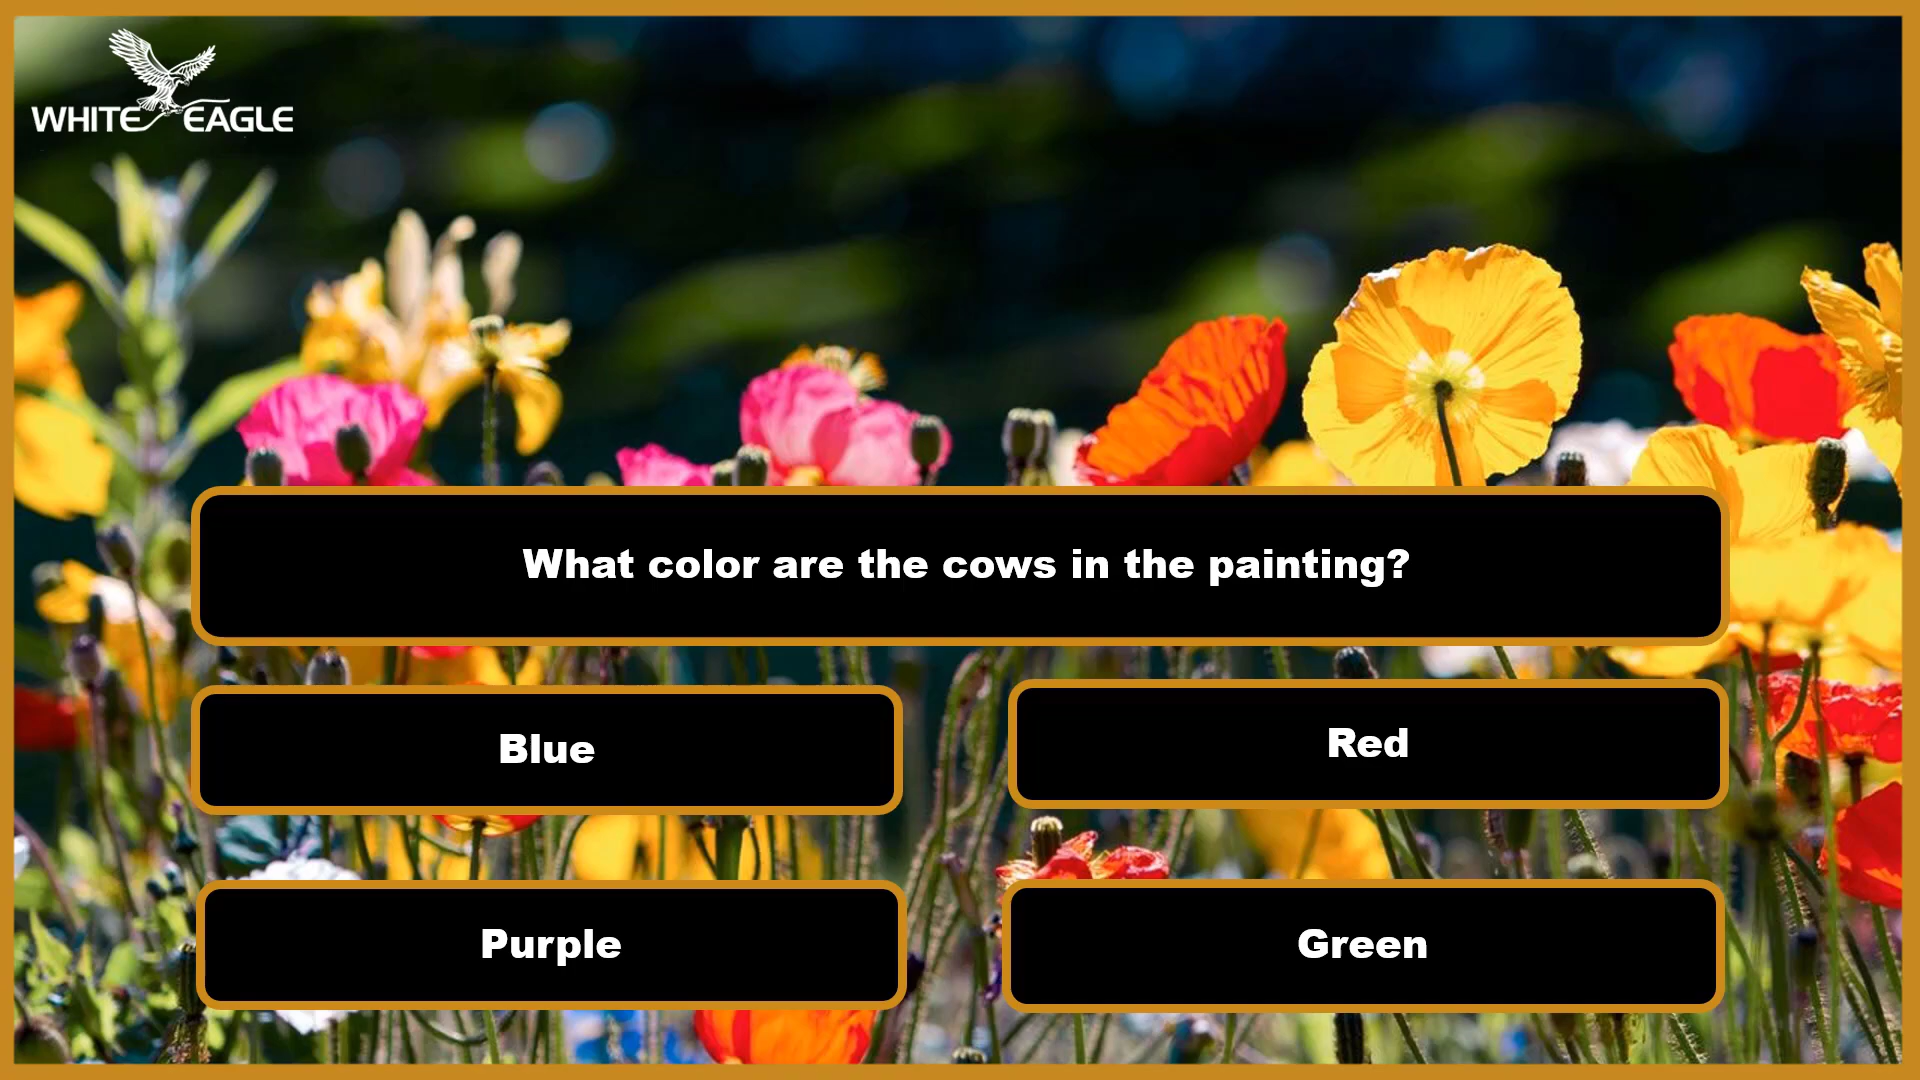 WHITE EAGLE
What color are the cows in the painting?
Blue
Red
Purple
Green